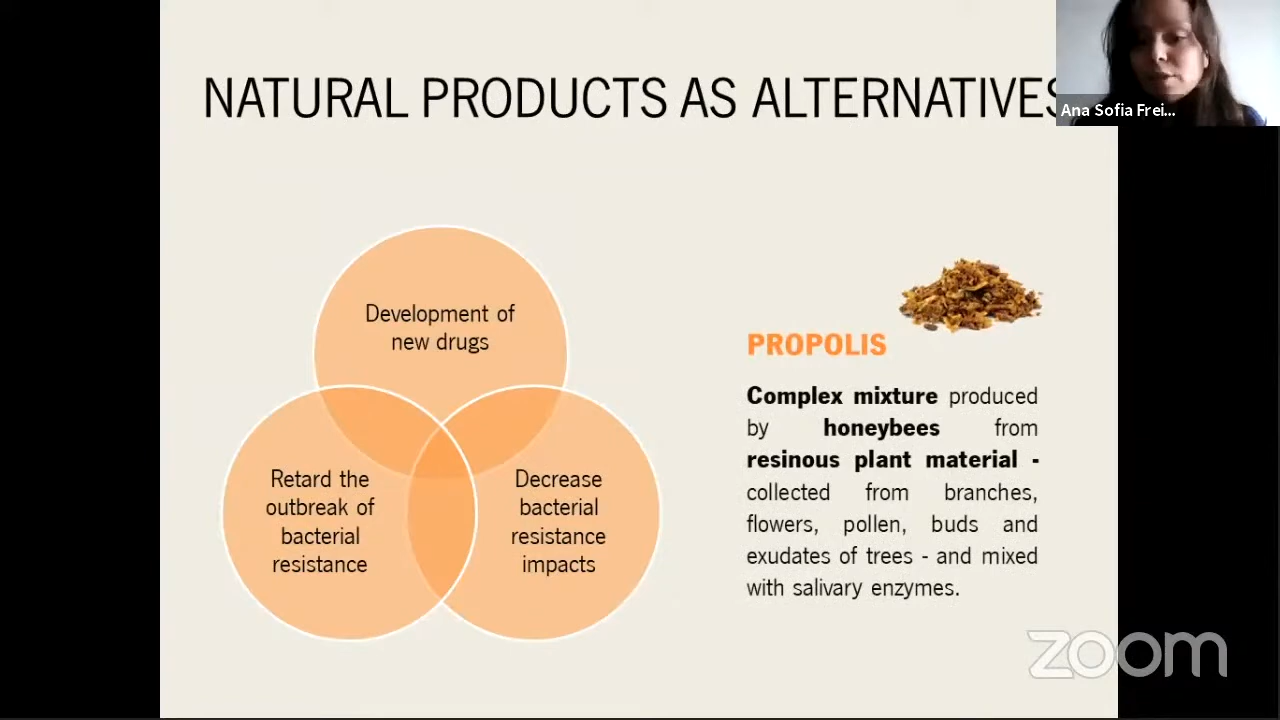 NATURAL PRODUCTS AS ALTERNATIVES
Ana Sofia Frei...
Development of
new drugs
Retard the
outbreak of
bacterial
resistance
Decrease
bacterial
resistance
impacts
PROPOLIS
Complex mixture produced
by honeybees from
resinous plant material -
collected from branches,
flowers, pollen, buds and
exudates of trees - and mixed
with salivary enzymes.
zoom